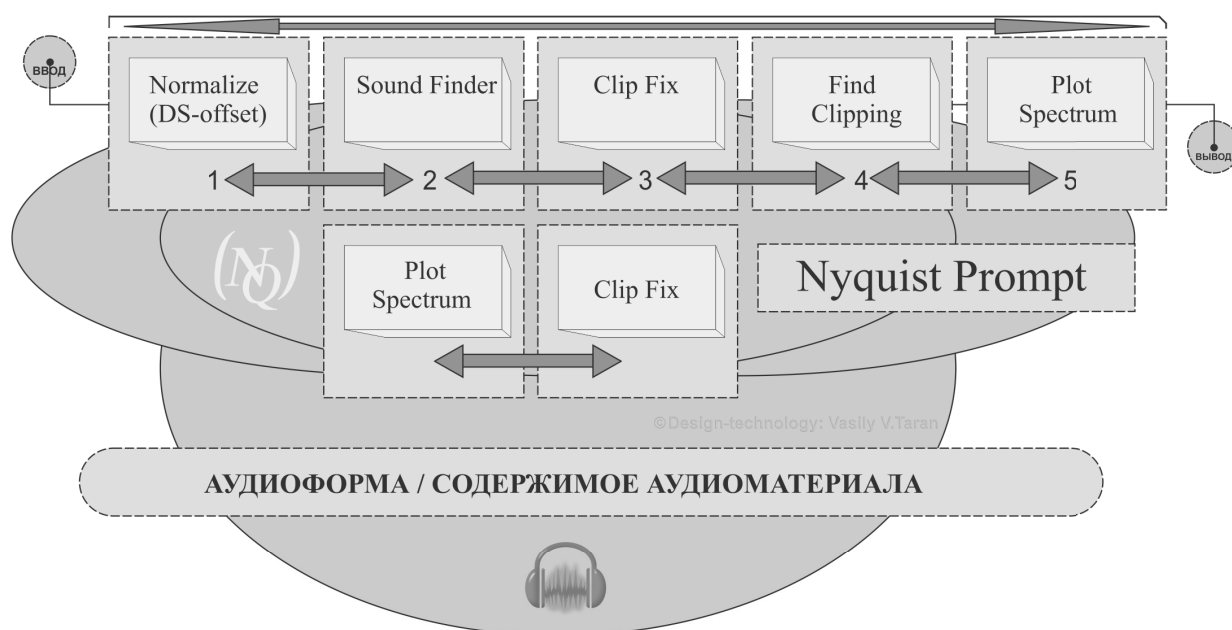 ВВОД
Normalize
(DS-offset)
Sound Finder
Clip Fix
Find
Clipping
Plot
Spectrum
ВЫВОД
1
2
3
4
5
(NQ)
Plot
Spectrum
Clip Fix
Nyquist Prompt
©Design-technology: Vasily V.Taran
АУДИОФОРМА / СОДЕРЖИМОЕ АУДИОМАТЕРИАЛА